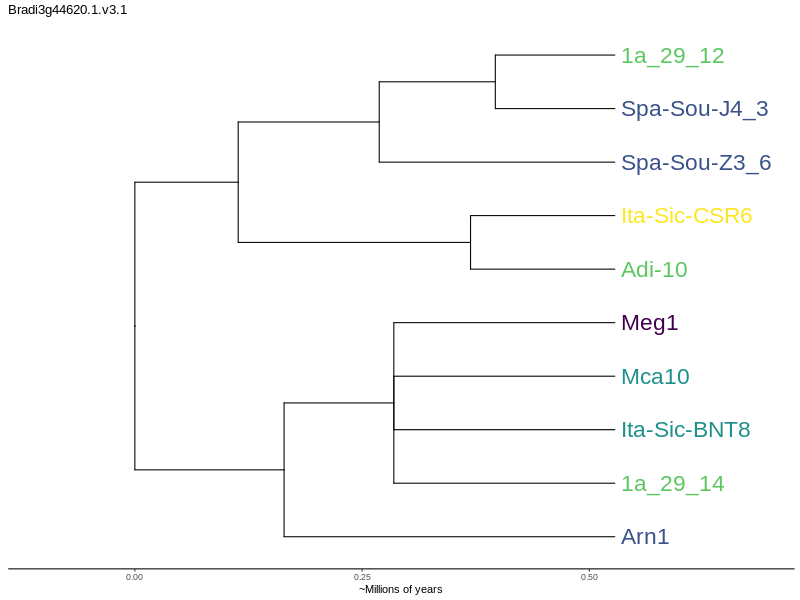 Bradi3g44620.1.v3.1
1a_29_12
Spa-Sou-J4_3
Spa-Sou-Z3_6
Ita-Sic-CSR6
Adi-10
Meg1
Mca10
Ita-Sic-BNT8
1a_29_14
Arn1
0.00 0.25 0.50
~Millions of years